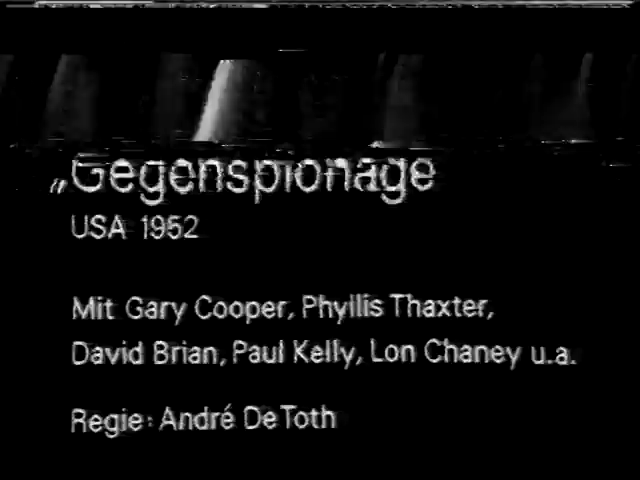 „Gegenspionage
USA 1952
Mit Gary Cooper, Phyllis Thaxter,
David Brian, Paul Kelly, Lon Chaney u.a.
Regie: André De Toth